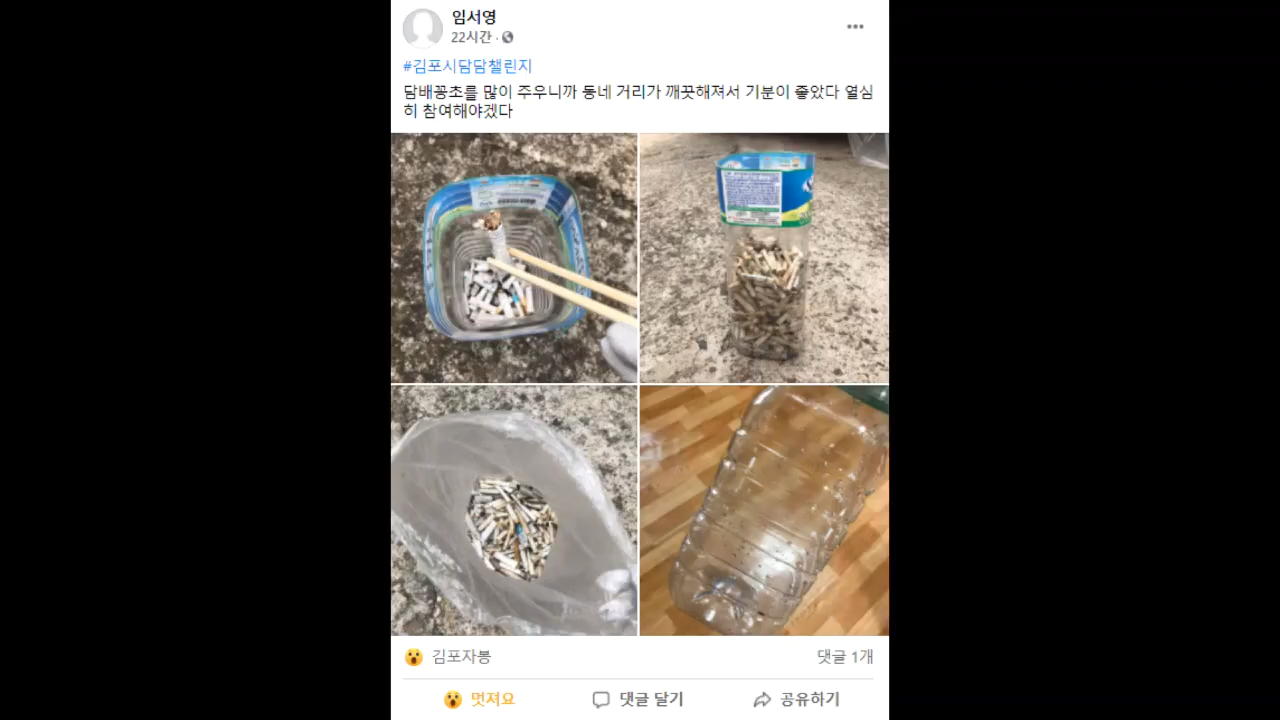 임서영
22시간 ·
#김포시담담챌린지
담배꽁초를 많이 주우니까 동네 거리가 깨끗해져서 기분이 좋았다 열심
히 참여해야겠다
김포자봉
댓글 1개
멋져요
댓글 달기
공유하기